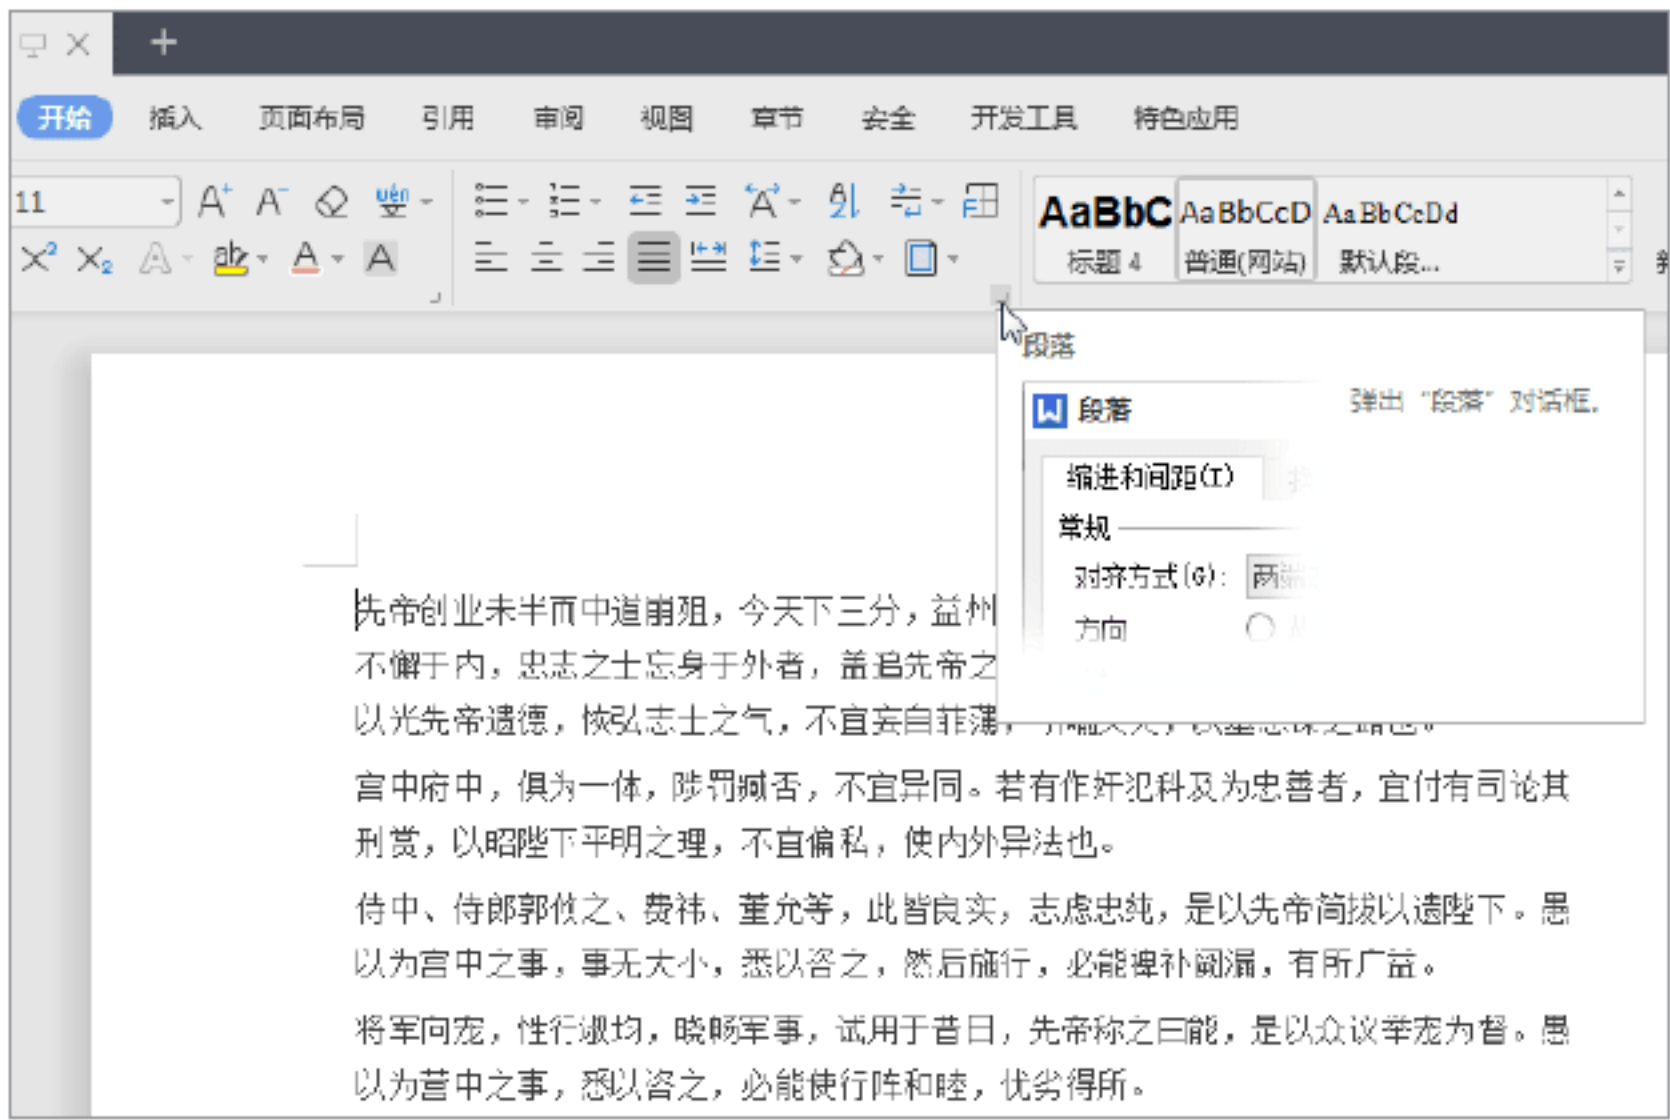 开始 插入 页面布局 引用 审阅 视图 章节 安全 开发工具 特色应用
11
AaBbC AaBbCcD AaBbCcDd
标题 4 普通(网站) 默认段...
段落
弹出 “段落” 对话框。
段落
缩进和间距(I)
常规
对齐方式(G): 两端
方向
先帝创业未半而中道崩殂，今天下三分，益州
不懈于内，忠志之士忘身于外者，盖追先帝之
以光先帝遗德，恢弘志士之气，不宜妄自菲薄，
宫中府中，俱为一体，陟罚臧否，不宜异同。若有作奸犯科及为忠善者，宜付有司论其
刑赏，以昭陛下平明之理，不宜偏私，使内外异法也。
侍中、侍郎郭攸之、费祎、董允等，此皆良实，志虑忠纯，是以先帝简拔以遗陛下。愚
以为宫中之事，事无大小，悉以咨之，然后施行，必能裨补阙漏，有所广益。
将军向宠，性行淑均，晓畅军事，试用于昔日，先帝称之曰能，是以众议举宠为督。愚
以为营中之事，悉以咨之，必能使行阵和睦，优劣得所。